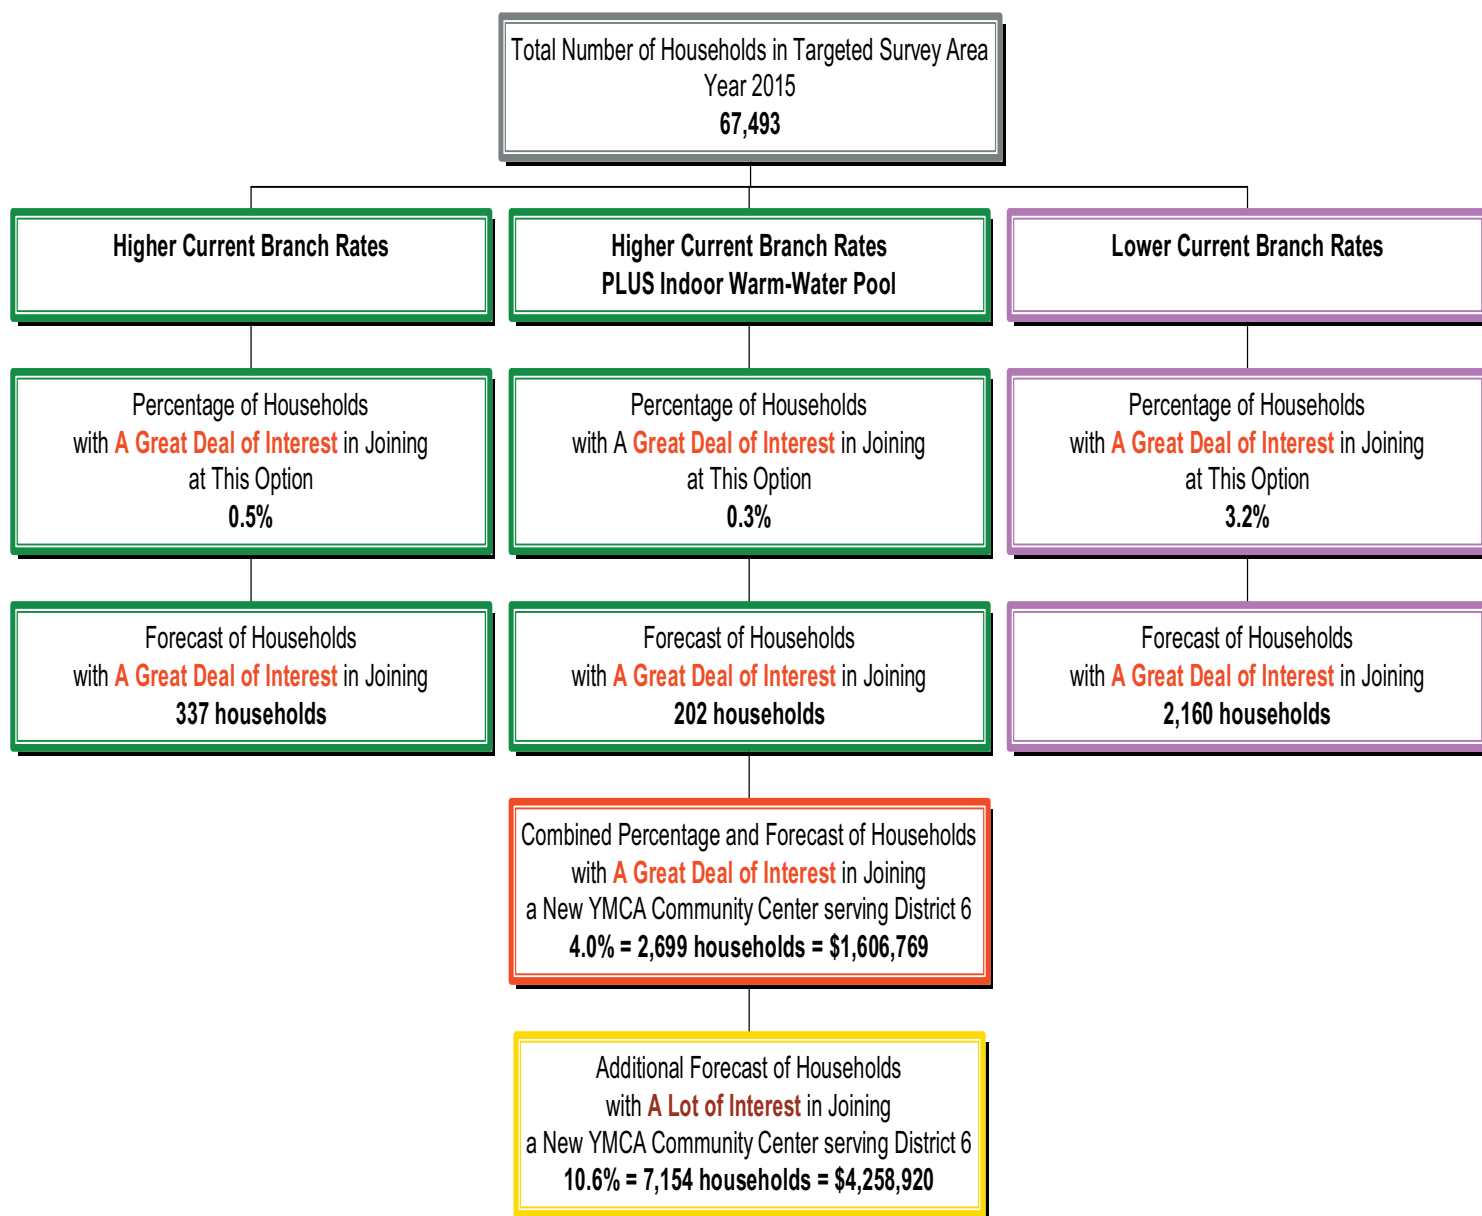 Total Number of Households in Targeted Survey Area
Year 2015
67,493
Higher Current Branch Rates
Higher Current Branch Rates
PLUS Indoor Warm-Water Pool
Lower Current Branch Rates
Percentage of Households
with A Great Deal of Interest in Joining
at This Option
0.5%
Percentage of Households
with A Great Deal of Interest in Joining
at This Option
0.3%
Percentage of Households
with A Great Deal of Interest in Joining
at This Option
3.2%
Forecast of Households
with A Great Deal of Interest in Joining
337 households
Forecast of Households
with A Great Deal of Interest in Joining
202 households
Forecast of Households
with A Great Deal of Interest in Joining
2,160 households
Combined Percentage and Forecast of Households
with A Great Deal of Interest in Joining
a New YMCA Community Center serving District 6
4.0% = 2,699 households = $1,606,769
Additional Forecast of Households
with A Lot of Interest in Joining
a New YMCA Community Center serving District 6
10.6% = 7,154 households = $4,258,920